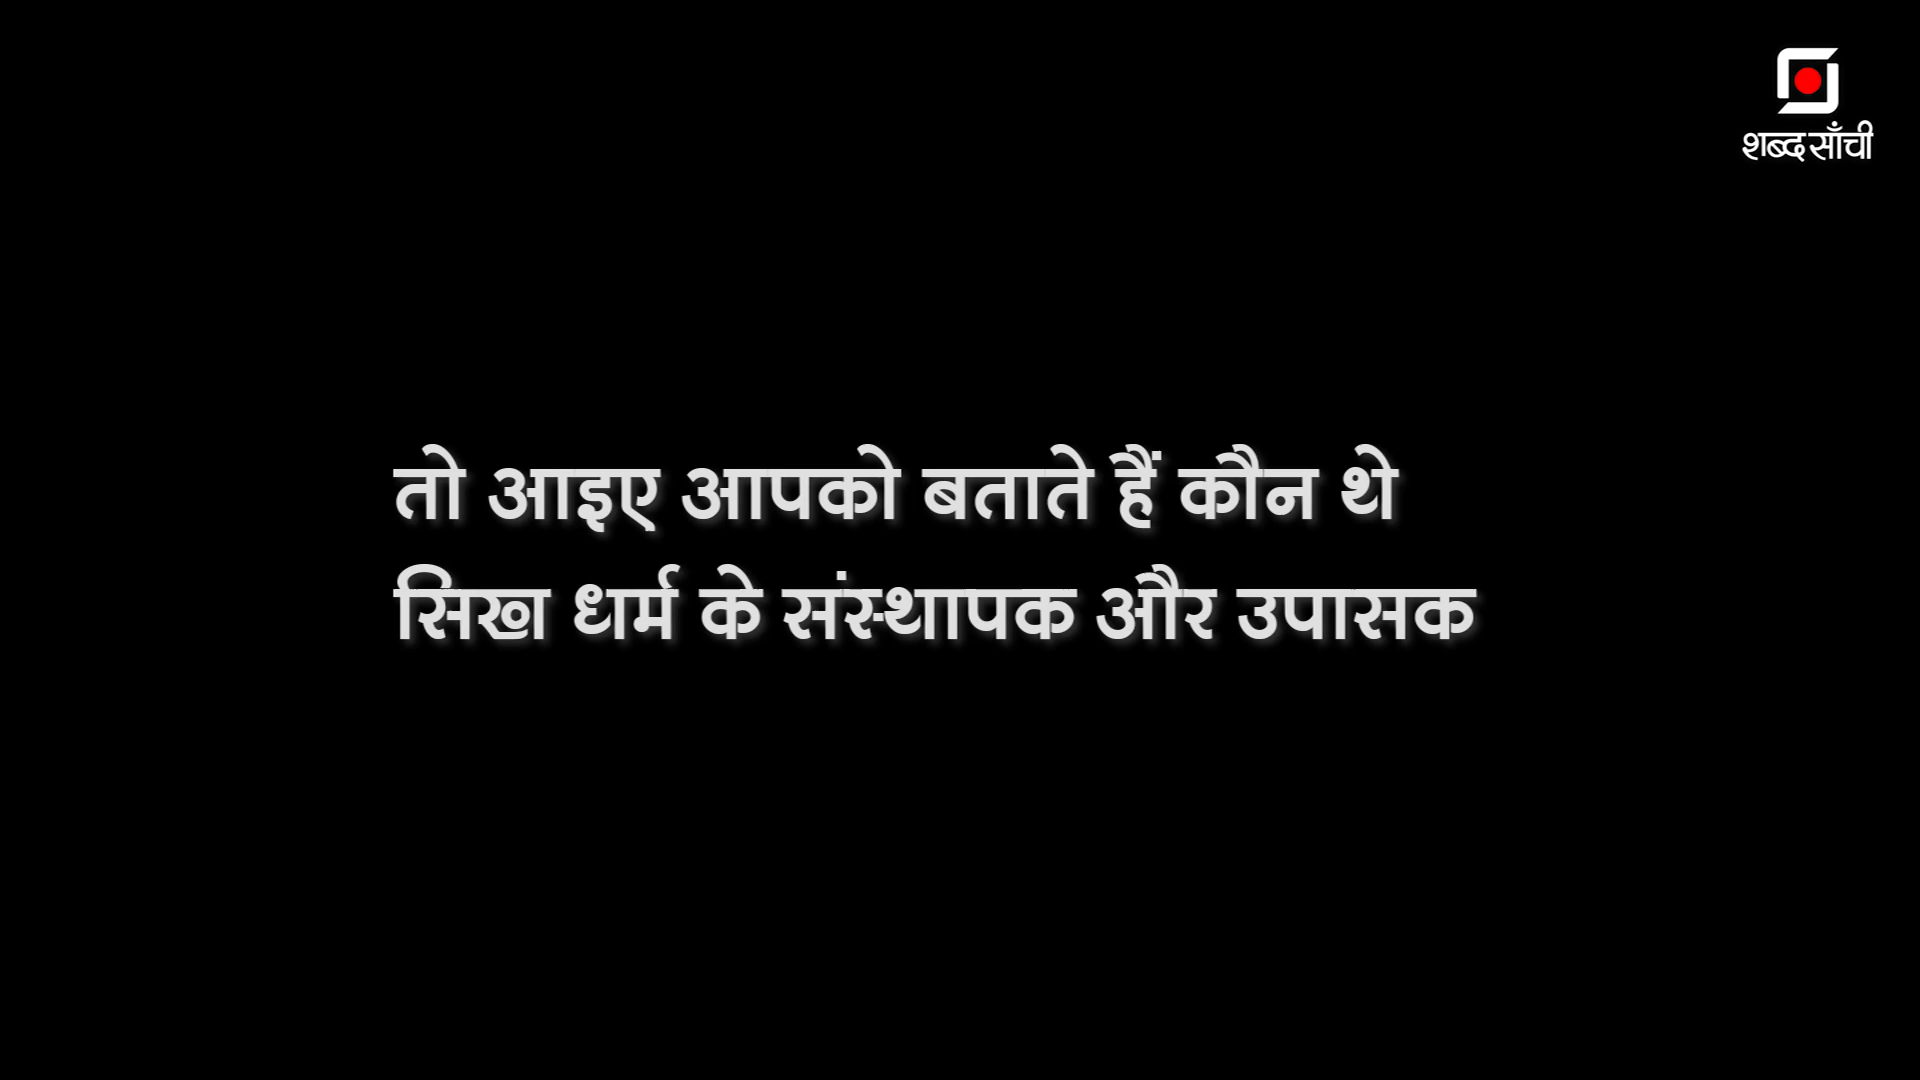 शब्द साँची
तो आइए आपको बताते हैं कौन थे
सिख धर्म के संस्थापक और उपासक